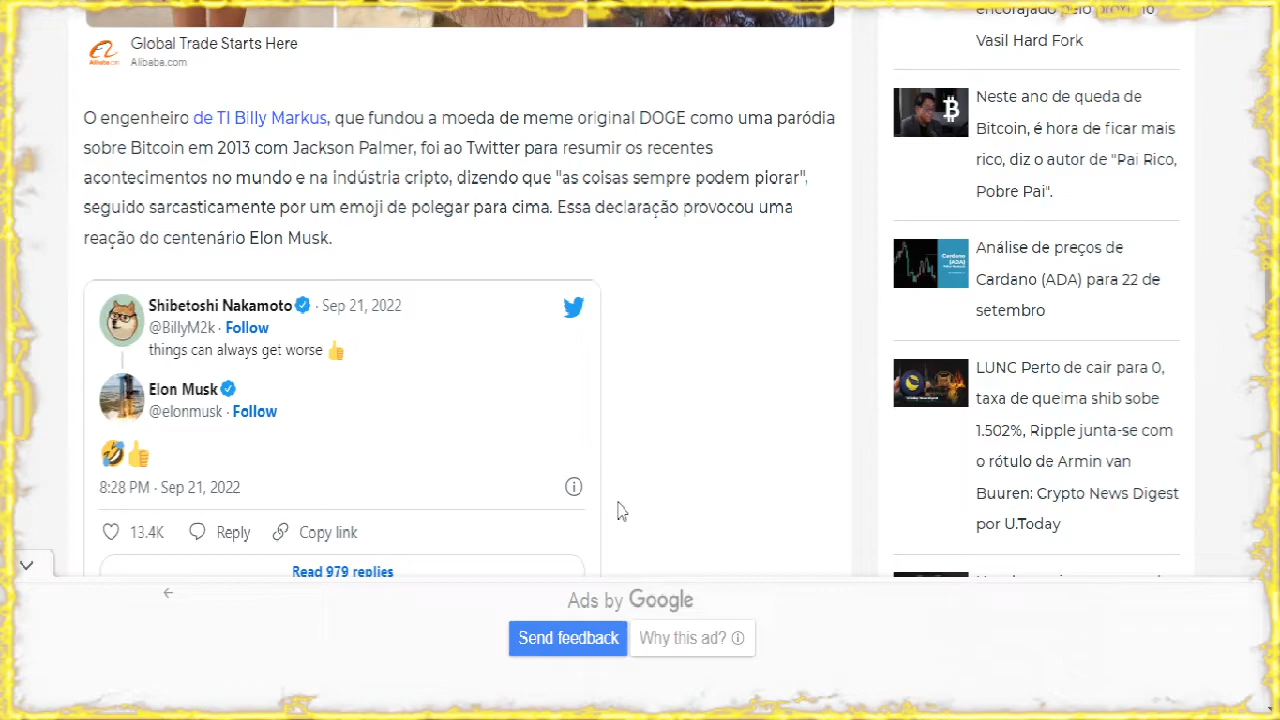 Global Trade Starts Here
Alibaba.com
O engenheiro de TI Billy Markus, que fundou a moeda de meme original DOGE como uma paródia
sobre Bitcoin em 2013 com Jackson Palmer, foi ao Twitter para resumir os recentes
acontecimentos no mundo e na indústria cripto, dizendo que "as coisas sempre podem piorar",
seguido sarcasticamente por um emoji de polegar para cima. Essa declaração provocou uma
reação do centenário Elon Musk.
Shibetoshi Nakamoto · Sep 21, 2022
@BillyM2k · Follow
things can always get worse 👍
Elon Musk
@elonmusk · Follow
🤣👍
8:28 PM · Sep 21, 2022
13.4K Reply Copy link
Read 979 replies
Vasil Hard Fork
Neste ano de queda de
Bitcoin, é hora de ficar mais
rico, diz o autor de "Pai Rico,
Pobre Pai".
Análise de preços de
Cardano (ADA) para 22 de
setembro
LUNC Perto de cair para 0,
taxa de queima shib sobe
1.502%, Ripple junta-se com
o rótulo de Armin van
Buuren: Crypto News Digest
por U.Today
Ads by Google
Send feedback
Why this ad?